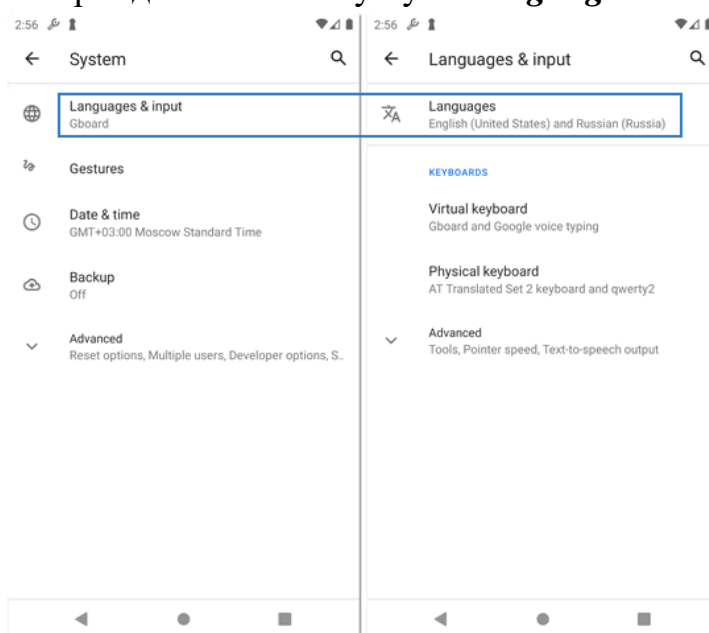 2:56
System
Languages & input
Gboard
Gestures
Date & time
GMT+03:00 Moscow Standard Time
Backup
Off
Advanced
Reset options, Multiple users, Developer options, S..
2:56
Languages & input
Languages
English (United States) and Russian (Russia)
KEYBOARDS
Virtual keyboard
Gboard and Google voice typing
Physical keyboard
AT Translated Set 2 keyboard and qwerty2
Advanced
Tools, Pointer speed, Text-to-speech output